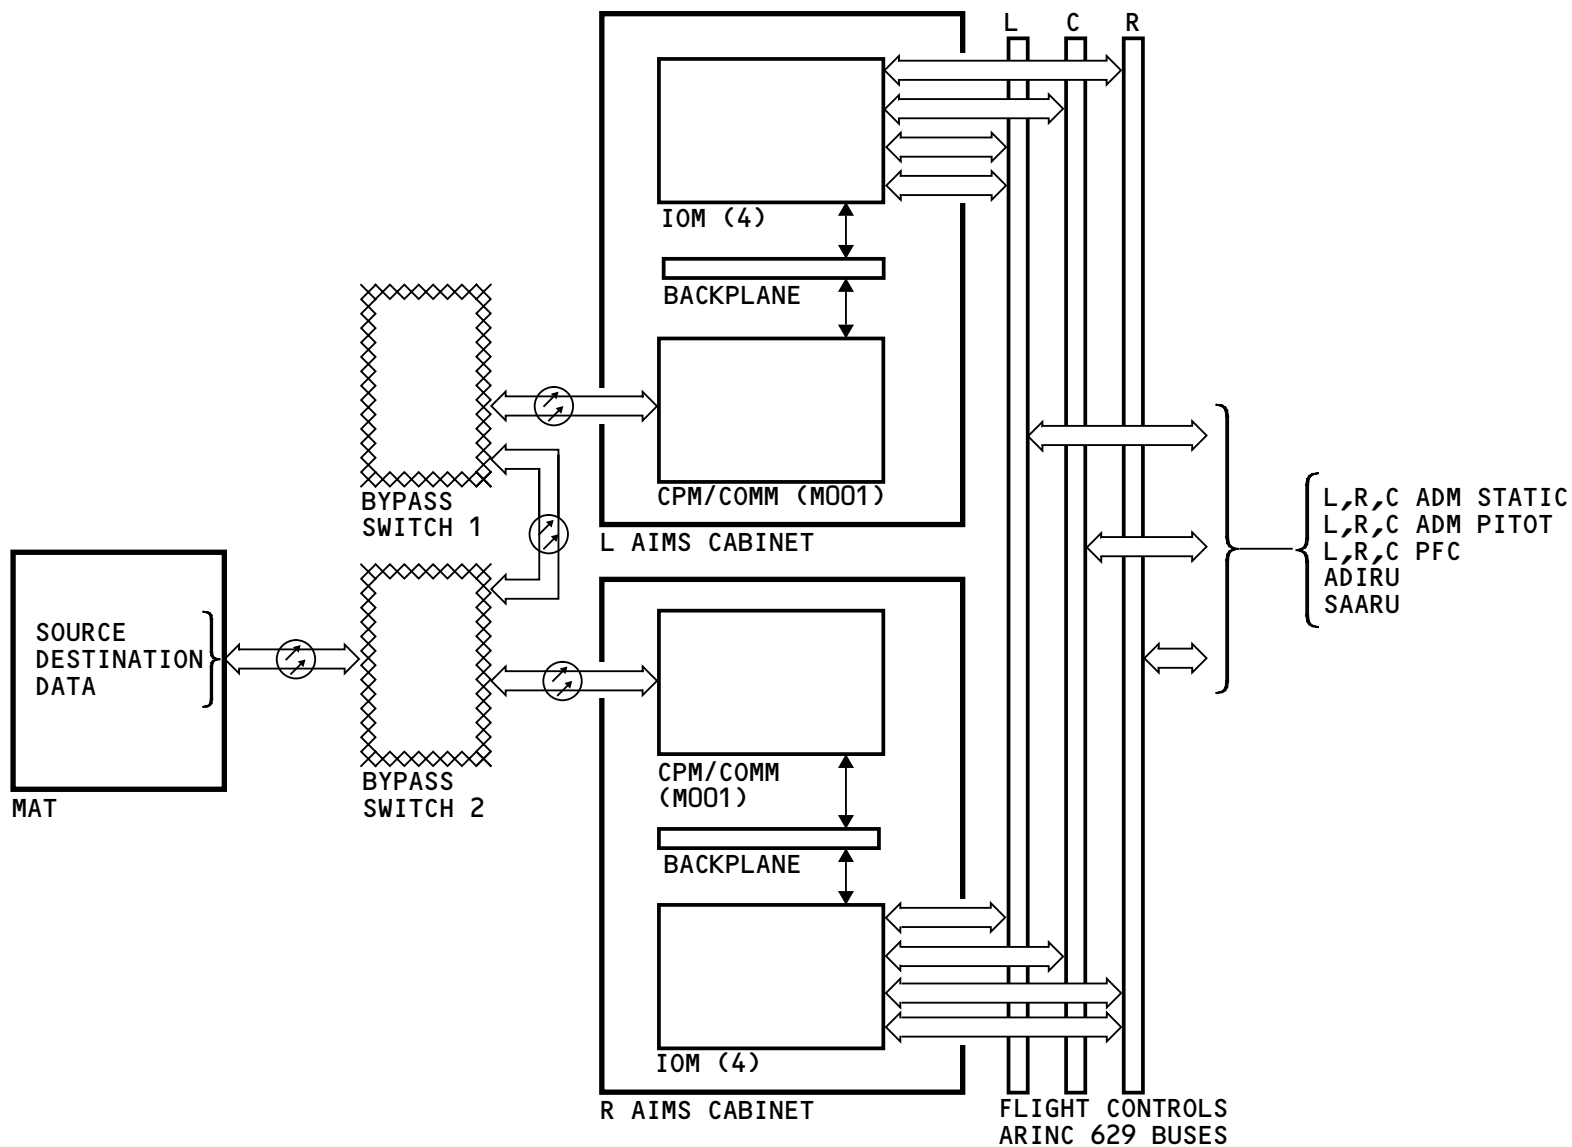 L C R
IOM (4)
BACKPLANE
CPM/COMM (M001)
L AIMS CABINET
BYPASS
SWITCH 1
L,R,C ADM STATIC
L,R,C ADM PITOT
L,R,C PFC
ADIRU
SAARU
SOURCE
DESTINATION
DATA
MAT
BYPASS
SWITCH 2
CPM/COMM
(M001)
BACKPLANE
IOM (4)
R AIMS CABINET
FLIGHT CONTROLS
ARINC 629 BUSES